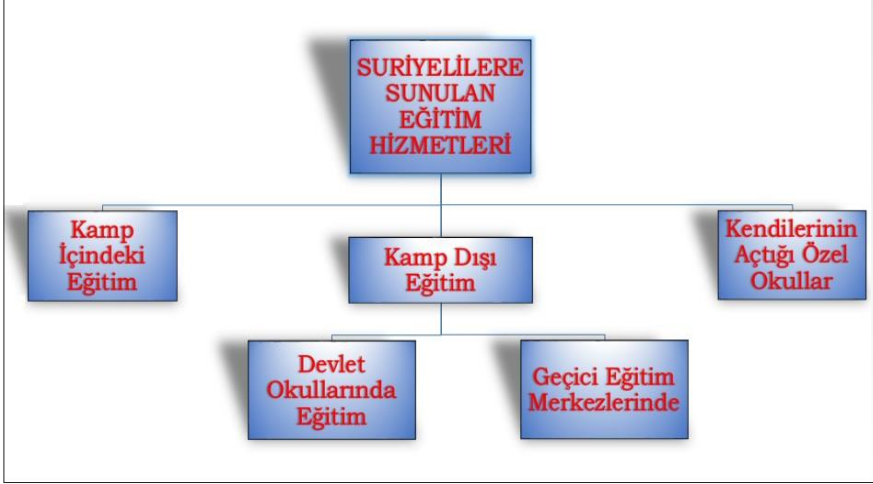 SURİYELİLERE
SUNULAN
EĞİTİM
HİZMETLERİ
Kamp
İçindeki
Eğitim
Kamp Dışı
Eğitim
Kendilerinin
Açtığı Özel
Okullar
Devlet
Okullarında
Eğitim
Geçici Eğitim
Merkezlerinde